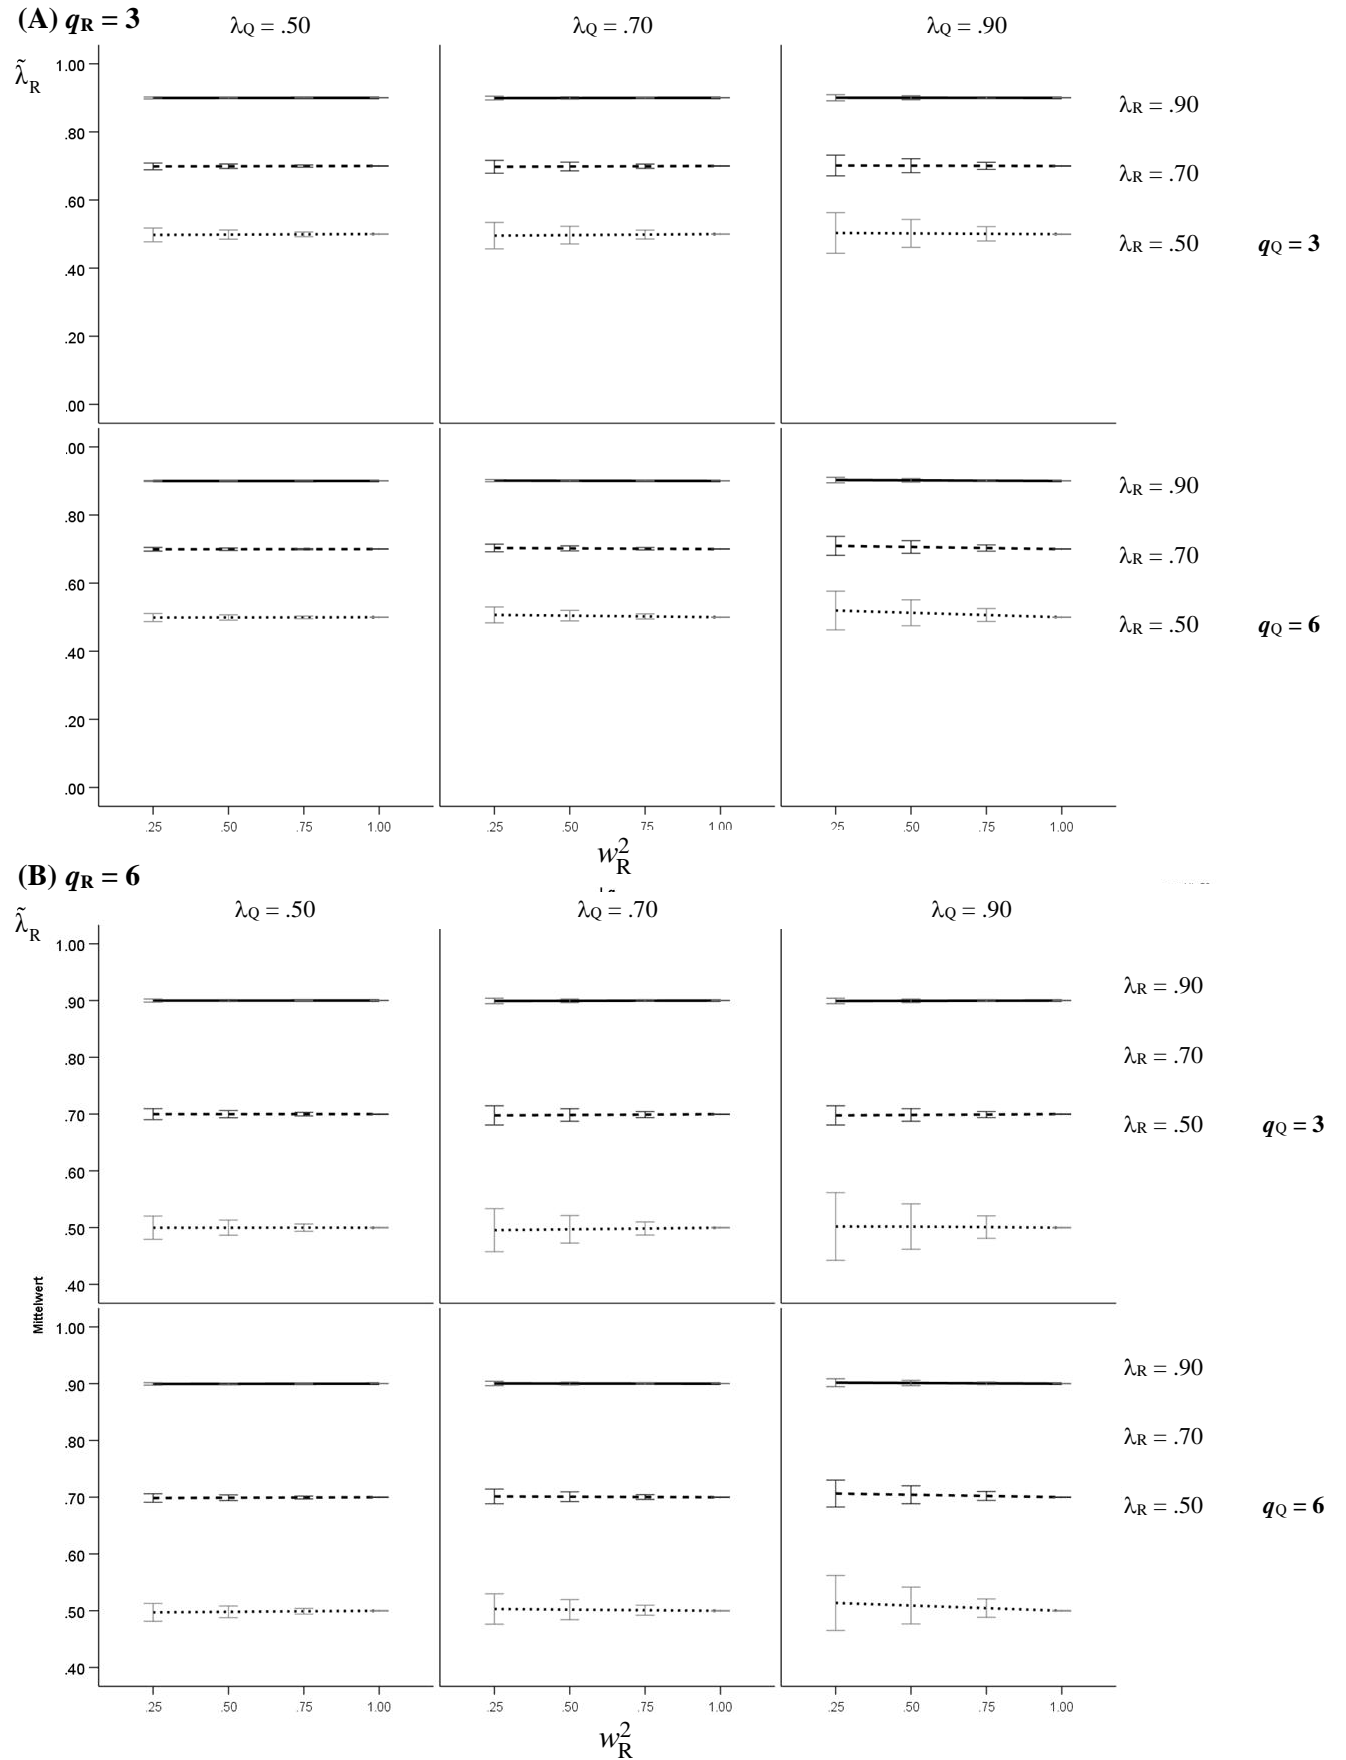 (A) qR = 3
λQ = .50 λQ = .70 λQ = .90
λ̃R
1.00
.80
.60
.40
.20
.00
λR = .90
λR = .70
λR = .50 qQ = 3
.00
.80
.60
.40
.20
.00
λR = .90
λR = .70
λR = .50 qQ = 6
.25 .50 .75 1.00 .25 .50 .75 1.00 .25 .50 .75 1.00
w²R
(B) qR = 6
λQ = .50 λQ = .70 λQ = .90
λ̃R
1.00
.90
.80
.70
.60
.50
.40
λR = .90
λR = .70
λR = .50 qQ = 3
Mittelwert
1.00
.90
.80
.70
.60
.50
.40
λR = .90
λR = .70
λR = .50 qQ = 6
.25 .50 .75 1.00 .25 .50 .75 1.00 .25 .50 .75 1.00
w²R